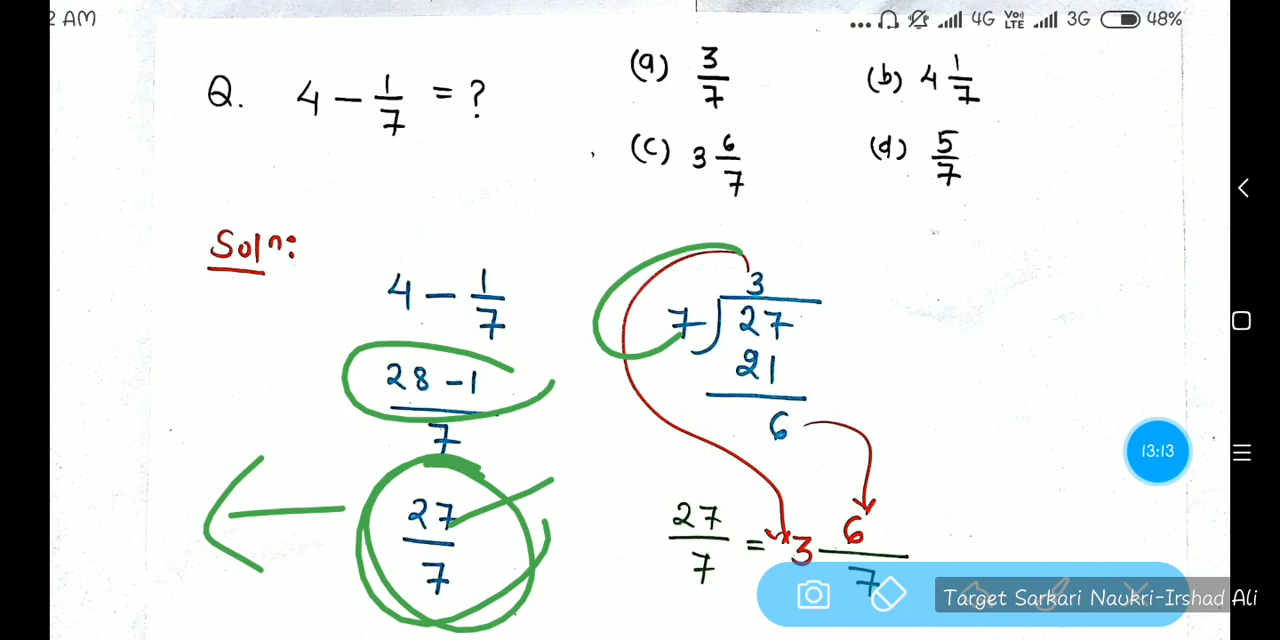 2 AM ... 4G VoLTE 3G 48%
Q. 4 - 1/7 = ?
(a) 3/7 (b) 4 1/7
(c) 3 6/7 (d) 5/7
Soln:
4 - 1/7
28 - 1
7
27/7
3
7) 27
21
6
27/7 = 3 6/7
13:13
Target Sarkari Naukri-Irshad Ali